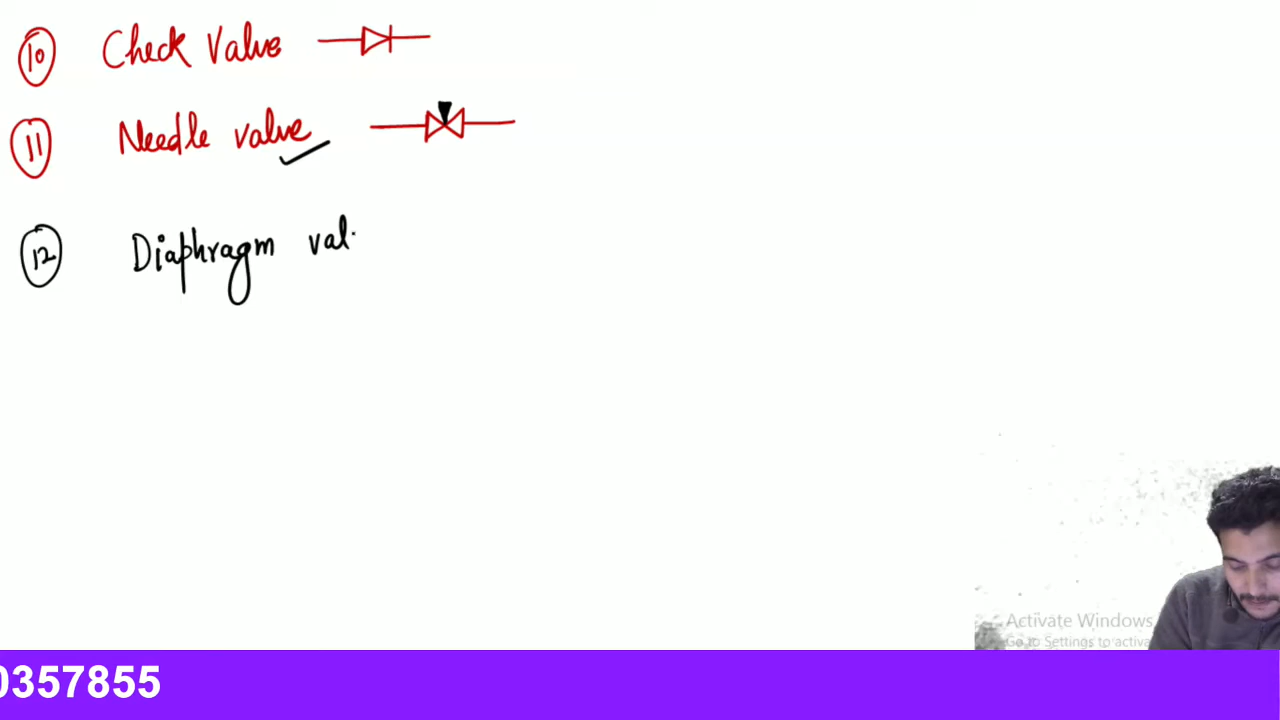 10 Check Valve
11 Needle valve
12 Diaphragm val
Activate Windows
Go to Settings to activa
0357855